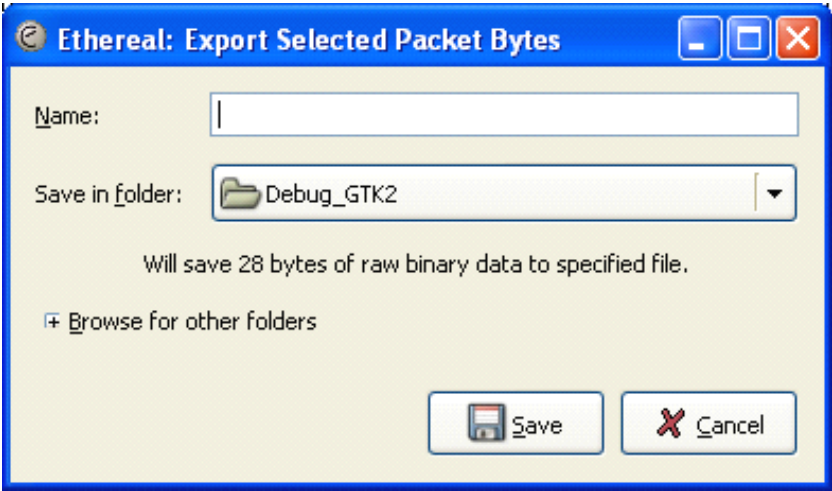 Ethereal: Export Selected Packet Bytes
Name:
Save in folder: Debug_GTK2
Will save 28 bytes of raw binary data to specified file.
Browse for other folders
Save Cancel